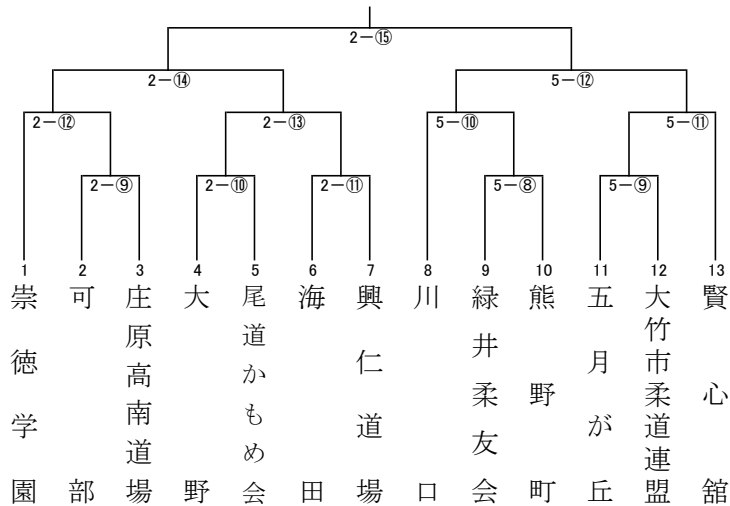 2－⑮
2－⑭
5－⑫
2－⑫
2－⑬
5－⑩
5－⑪
2－⑨
2－⑩
2－⑪
5－⑧
5－⑨
1
2
3
4
5
6
7
8
9
10
11
12
13
崇徳学園
可部
庄原高南道場
大野
尾道かもめ会
海田
興仁道場
川口
緑井柔友会
熊野町
五月が丘
大竹市柔道連盟
賢心舘